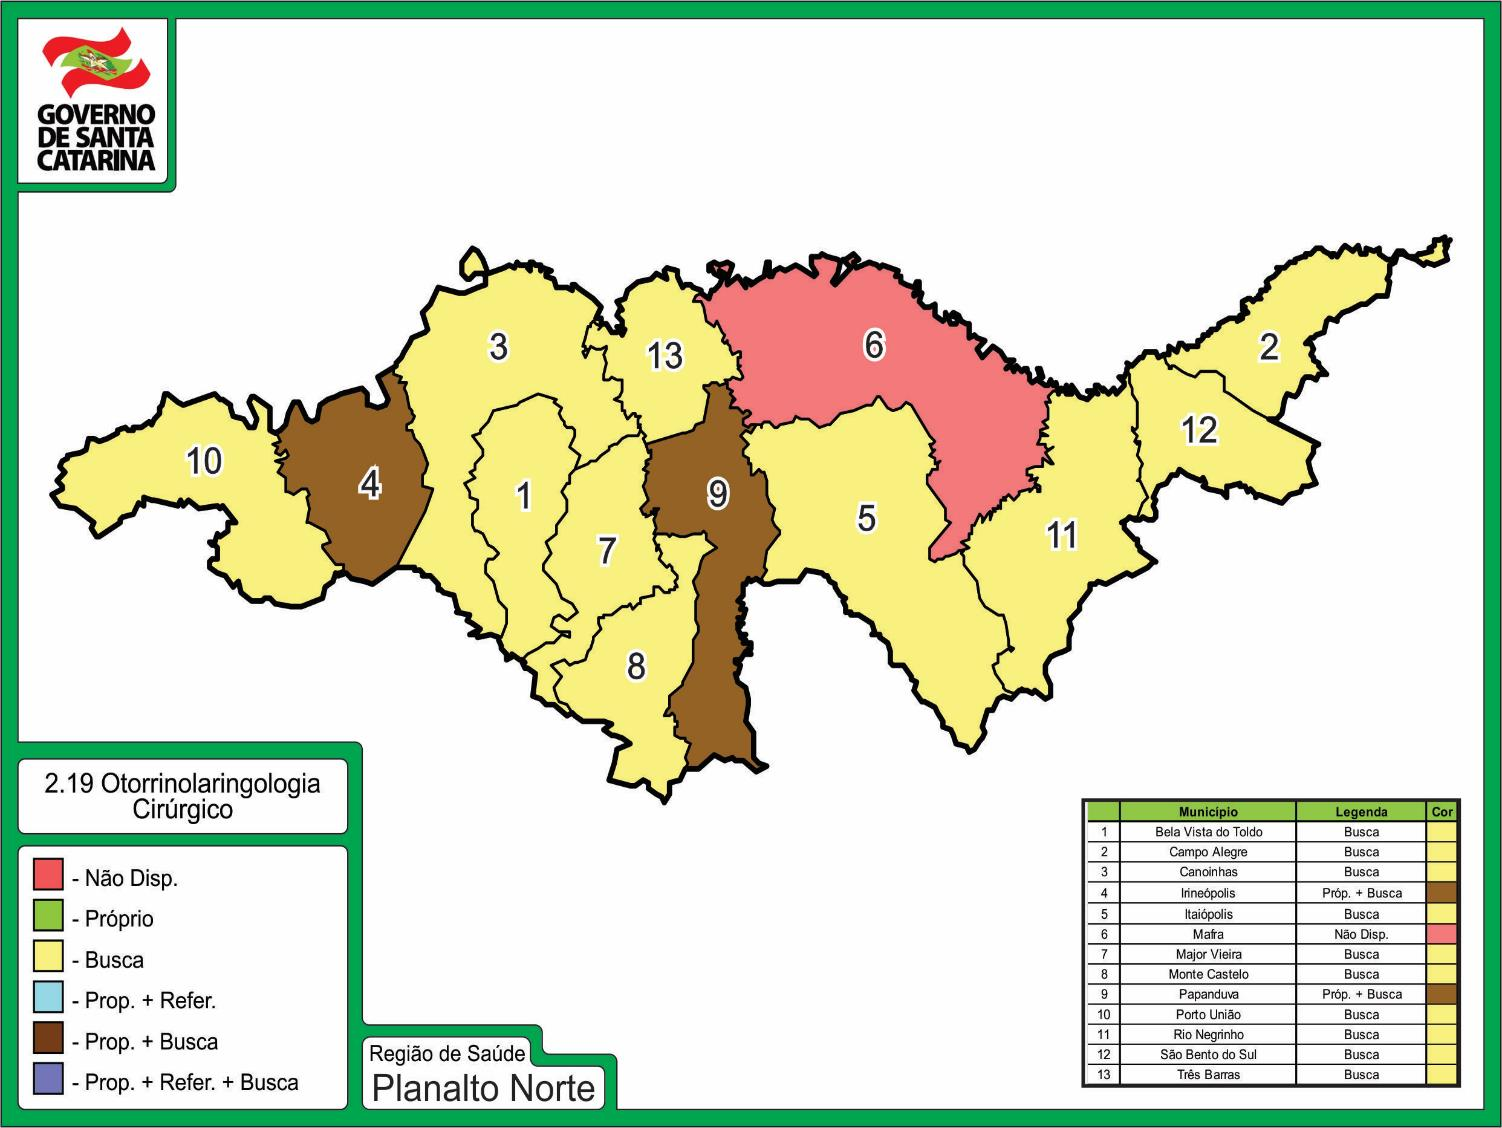 GOVERNO
DE SANTA
CATARINA
3
13
6
2
12
10
4
1
9
5
11
7
8
2.19 Otorrinolaringologia
Cirúrgico
- Não Disp.
- Próprio
- Busca
- Prop. + Refer.
- Prop. + Busca
- Prop. + Refer. + Busca
Região de Saúde
Planalto Norte
Município Legenda Cor
1 Bela Vista do Toldo Busca
2 Campo Alegre Busca
3 Canoinhas Busca
4 Irineópolis Próp. + Busca
5 Itaiópolis Busca
6 Mafra Não Disp.
7 Major Vieira Busca
8 Monte Castelo Busca
9 Papanduva Próp. + Busca
10 Porto União Busca
11 Rio Negrinho Busca
12 São Bento do Sul Busca
13 Três Barras Busca